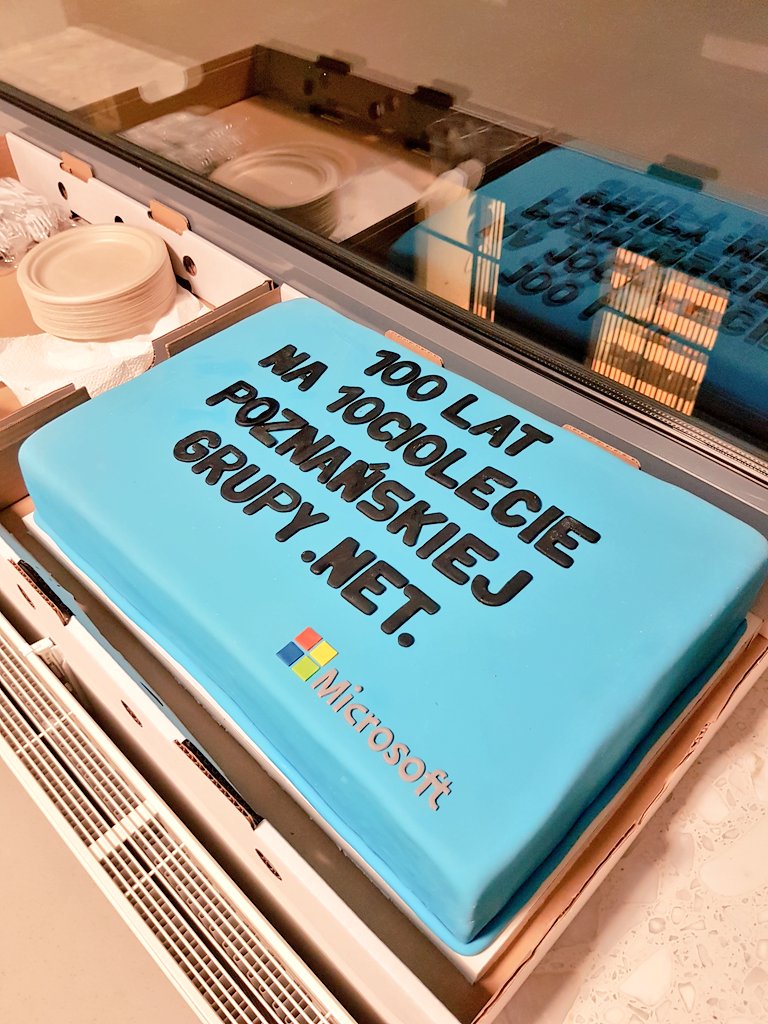 100 LAT
NA 10CIOLECIE
POZNAŃSKIEJ
GRUPY .NET.
Microsoft